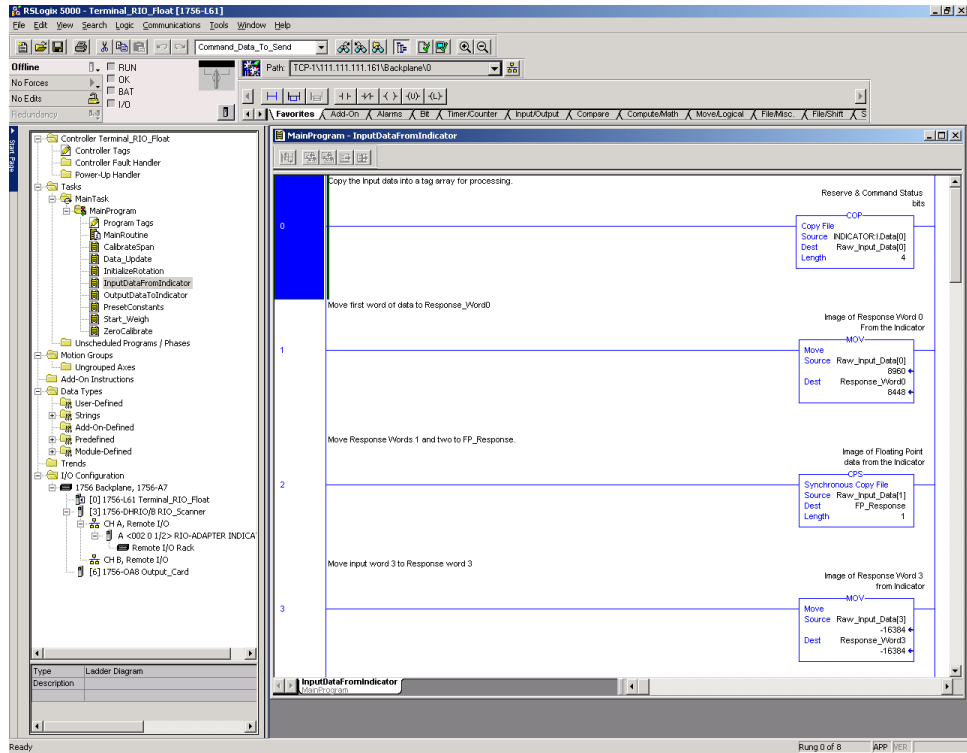 RSLogix 5000 - Terminal_RIO_Float [1756-L61]
File Edit View Search Logic Communications Tools Window Help
Command_Data_To_Send
Offline
RUN
No Forces
OK
BAT
No Edits
I/O
Redundancy
Path: TCP-1\111.111.111.161\Backplane\0
Favorites Add-On Alarms Bit Timer/Counter Input/Output Compare Compute/Math Move/Logical File/Misc. File/Shift S
Start Page
Controller Terminal_RIO_Float
Controller Tags
Controller Fault Handler
Power-Up Handler
Tasks
MainTask
MainProgram
Program Tags
MainRoutine
CalibrateSpan
Data_Update
InitializeRotation
InputDataFromIndicator
OutputDataToIndicator
PresetConstants
Start_Weigh
ZeroCalibrate
Unscheduled Programs / Phases
Motion Groups
Ungrouped Axes
Add-On Instructions
Data Types
User-Defined
Strings
Add-On-Defined
Predefined
Module-Defined
Trends
I/O Configuration
1756 Backplane, 1756-A7
[0] 1756-L61 Terminal_RIO_Float
[3] 1756-DHRIO/B RIO_Scanner
CH A, Remote I/O
A <002 0 1/2> RIO-ADAPTER INDICA
Remote I/O Rack
CH B, Remote I/O
[6] 1756-OA8 Output_Card
Type Ladder Diagram
Description
MainProgram - InputDataFromIndicator
Copy the Input data into a tag array for processing.
Reserve & Command Status
bits
COP
0
Copy File
Source INDICATOR:I.Data[0]
Dest Raw_Input_Data[0]
Length 4
Move first word of data to Response_Word0
Image of Response Word 0
From the Indicator
MOV
1
Move
Source Raw_Input_Data[0]
8960
Dest Response_Word0
8448
Move Response Words 1 and two to FP_Response.
Image of Floating Point
data from the Indicator
CPS
2
Synchronous Copy File
Source Raw_Input_Data[1]
Dest FP_Response
Length 1
Move input word 3 to Response word 3
Image of Response Word 3
from Indicator
MOV
3
Move
Source Raw_Input_Data[3]
-16384
Dest Response_Word3
-16384
InputDataFromIndicator
MainProgram
Ready
Rung 0 of 8 APP VER